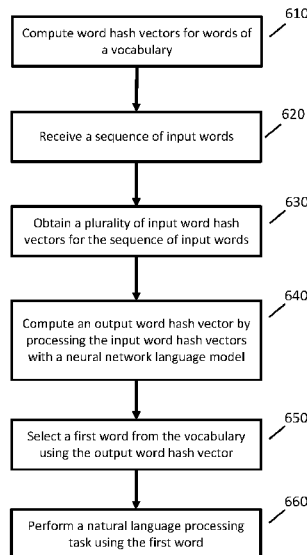 610
Compute word hash vectors for words of
a vocabulary
620
Receive a sequence of input words
630
Obtain a plurality of input word hash
vectors for the sequence of input words
640
Compute an output word hash vector by
processing the input word hash vectors
with a neural network language model
650
Select a first word from the vocabulary
using the output word hash vector
660
Perform a natural language processing
task using the first word